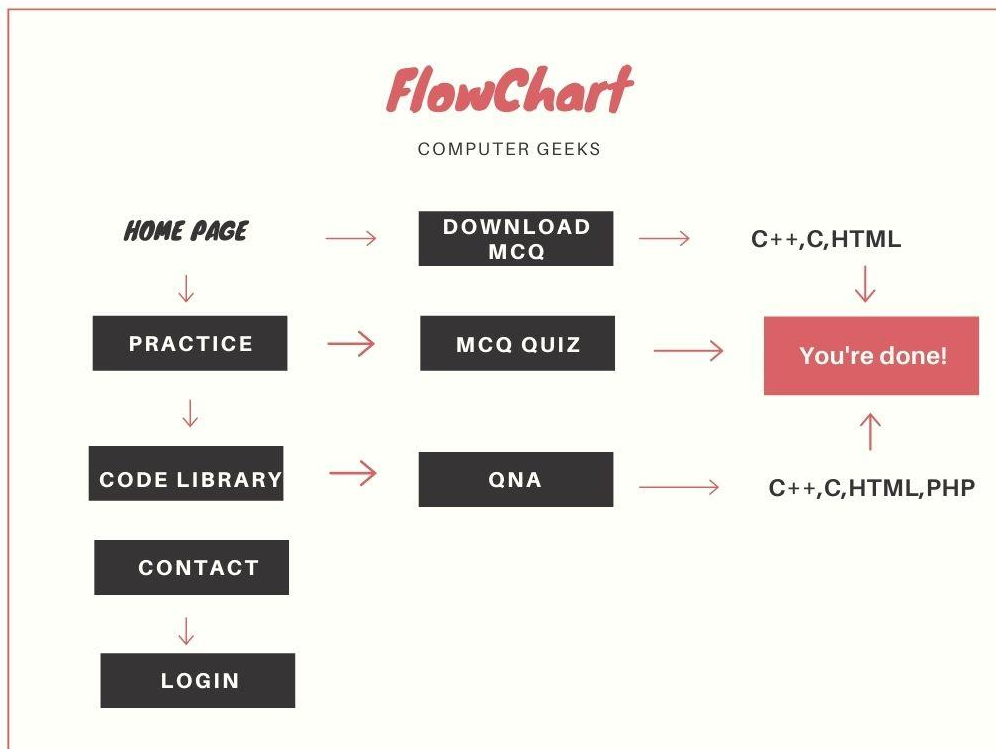 FlowChart
COMPUTER GEEKS
HOME PAGE
DOWNLOAD
MCQ
C++,C,HTML
PRACTICE
MCQ QUIZ
You're done!
CODE LIBRARY
QNA
C++,C,HTML,PHP
CONTACT
LOGIN